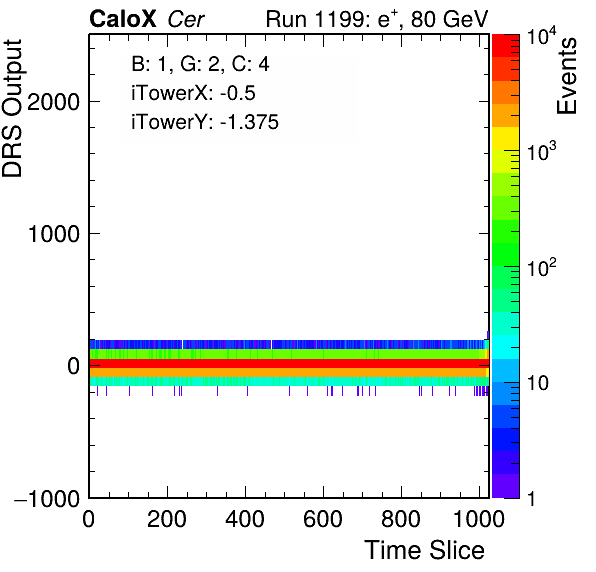 CaloX Cer Run 1199: e⁺, 80 GeV
B: 1, G: 2, C: 4
iTowerX: -0.5
iTowerY: -1.375
DRS Output
2000
1000
0
−1000
0 200 400 600 800 1000
Time Slice
Events
10⁴
10³
10²
10
1